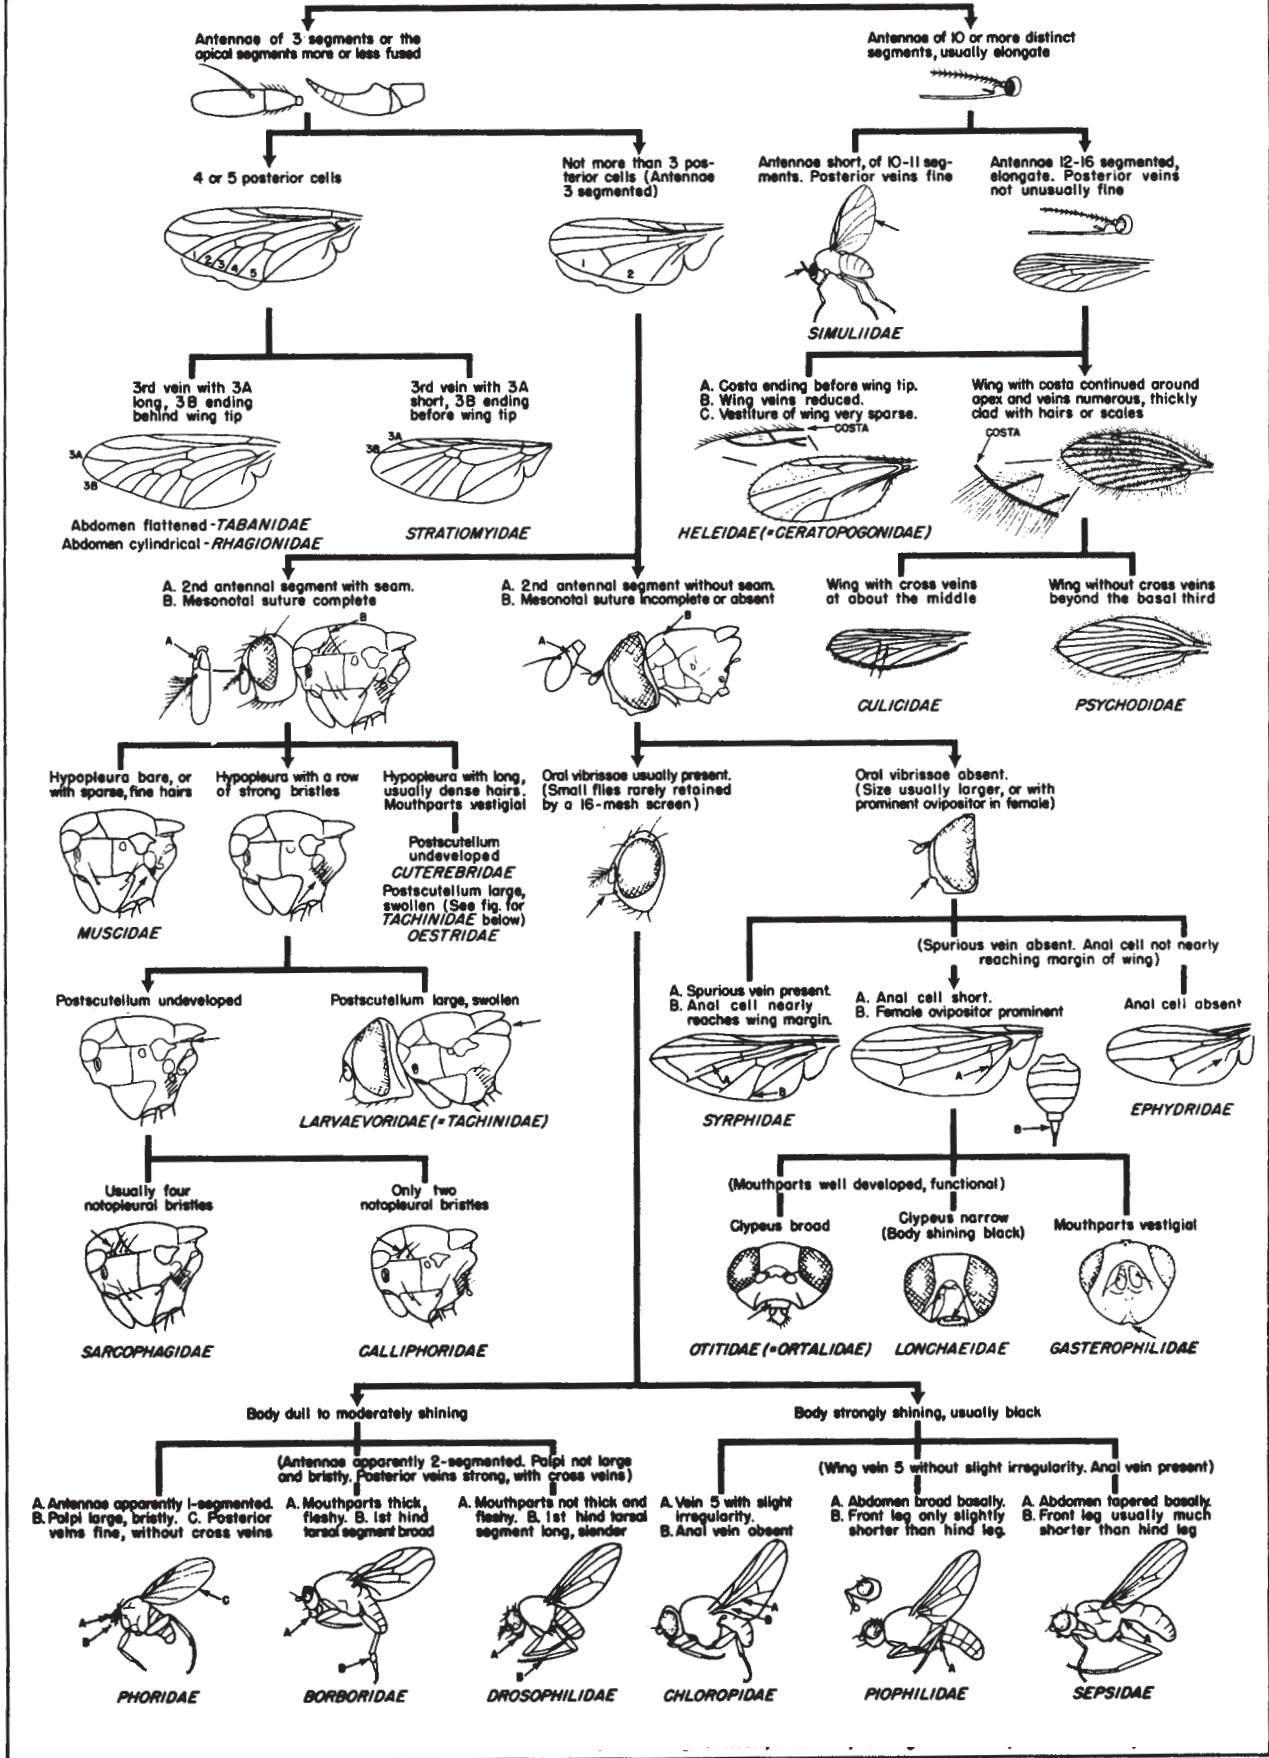 Antennae of 3 segments or the
apical segments more or less fused
Antennae of 10 or more distinct
segments, usually elongate
4 or 5 posterior cells
1 2 3 4 5
Not more than 3 pos-
terior cells (Antennae
3 segmented)
1 2
Antennae short, of 10-11 seg-
ments. Posterior veins fine
SIMULIIDAE
Antennae 12-16 segmented,
elongate. Posterior veins
not unusually fine
3rd vein with 3A
long, 3B ending
behind wing tip
3A
3B
Abdomen flattened - TABANIDAE
Abdomen cylindrical - RHAGIONIDAE
3rd vein with 3A
short, 3B ending
before wing tip
3A
3B
STRATIOMYIDAE
A. Costa ending before wing tip.
B. Wing veins reduced.
C. Vestiture of wing very sparse.
COSTA
HELEIDAE (=CERATOPOGONIDAE)
Wing with costa continued around
apex and veins numerous, thickly
clad with hairs or scales
COSTA
A. 2nd antennal segment with seam.
B. Mesonotal suture complete
A
B
A. 2nd antennal segment without seam.
B. Mesonotal suture incomplete or absent
A
B
Wing with cross veins
at about the middle
CULICIDAE
Wing without cross veins
beyond the basal third
PSYCHODIDAE
Hypopleura bare, or
with sparse, fine hairs
MUSCIDAE
Hypopleura with a row
of strong bristles
Hypopleura with long,
usually dense hairs.
Mouthparts vestigial
Postscutellum
undeveloped
CUTEREBRIDAE
Postscutellum large,
swollen (See fig. for
TACHINIDAE below)
OESTRIDAE
Oral vibrissae usually present.
(Small flies rarely retained
by a 16-mesh screen)
Oral vibrissae absent.
(Size usually larger, or with
prominent ovipositor in female)
(Spurious vein absent. Anal cell not nearly
reaching margin of wing)
Postscutellum undeveloped
Postscutellum large, swollen
LARVAEVORIDAE (=TACHINIDAE)
A. Spurious vein present.
B. Anal cell nearly
reaches wing margin.
A
B
SYRPHIDAE
A. Anal cell short.
B. Female ovipositor prominent
A
B
Anal cell absent
EPHYDRIDAE
Usually four
notopleural bristles
SARCOPHAGIDAE
Only two
notopleural bristles
CALLIPHORIDAE
(Mouthparts well developed, functional)
Clypeus broad
OTITIDAE (=ORTALIDAE)
Clypeus narrow
(Body shining black)
LONCHAEIDAE
Mouthparts vestigial
GASTEROPHILIDAE
Body dull to moderately shining
Body strongly shining, usually black
(Antennae apparently 2-segmented. Palpi not large
and bristly. Posterior veins strong, with cross veins)
(Wing vein 5 without slight irregularity. Anal vein present)
A. Antennae apparently 1-segmented.
B. Palpi large, bristly. C. Posterior
veins fine, without cross veins
A
B
C
PHORIDAE
A. Mouthparts thick,
fleshy. B. 1st hind
tarsal segment broad
A
B
BORBORIDAE
A. Mouthparts not thick and
fleshy. B. 1st hind tarsal
segment long, slender
A
B
DROSOPHILIDAE
A. Vein 5 with slight
irregularity.
B. Anal vein absent
A
B
CHLOROPIDAE
A. Abdomen broad basally.
B. Front leg only slightly
shorter than hind leg.
A
PIOPHILIDAE
A. Abdomen tapered basally.
B. Front leg usually much
shorter than hind leg
A
SEPSIDAE